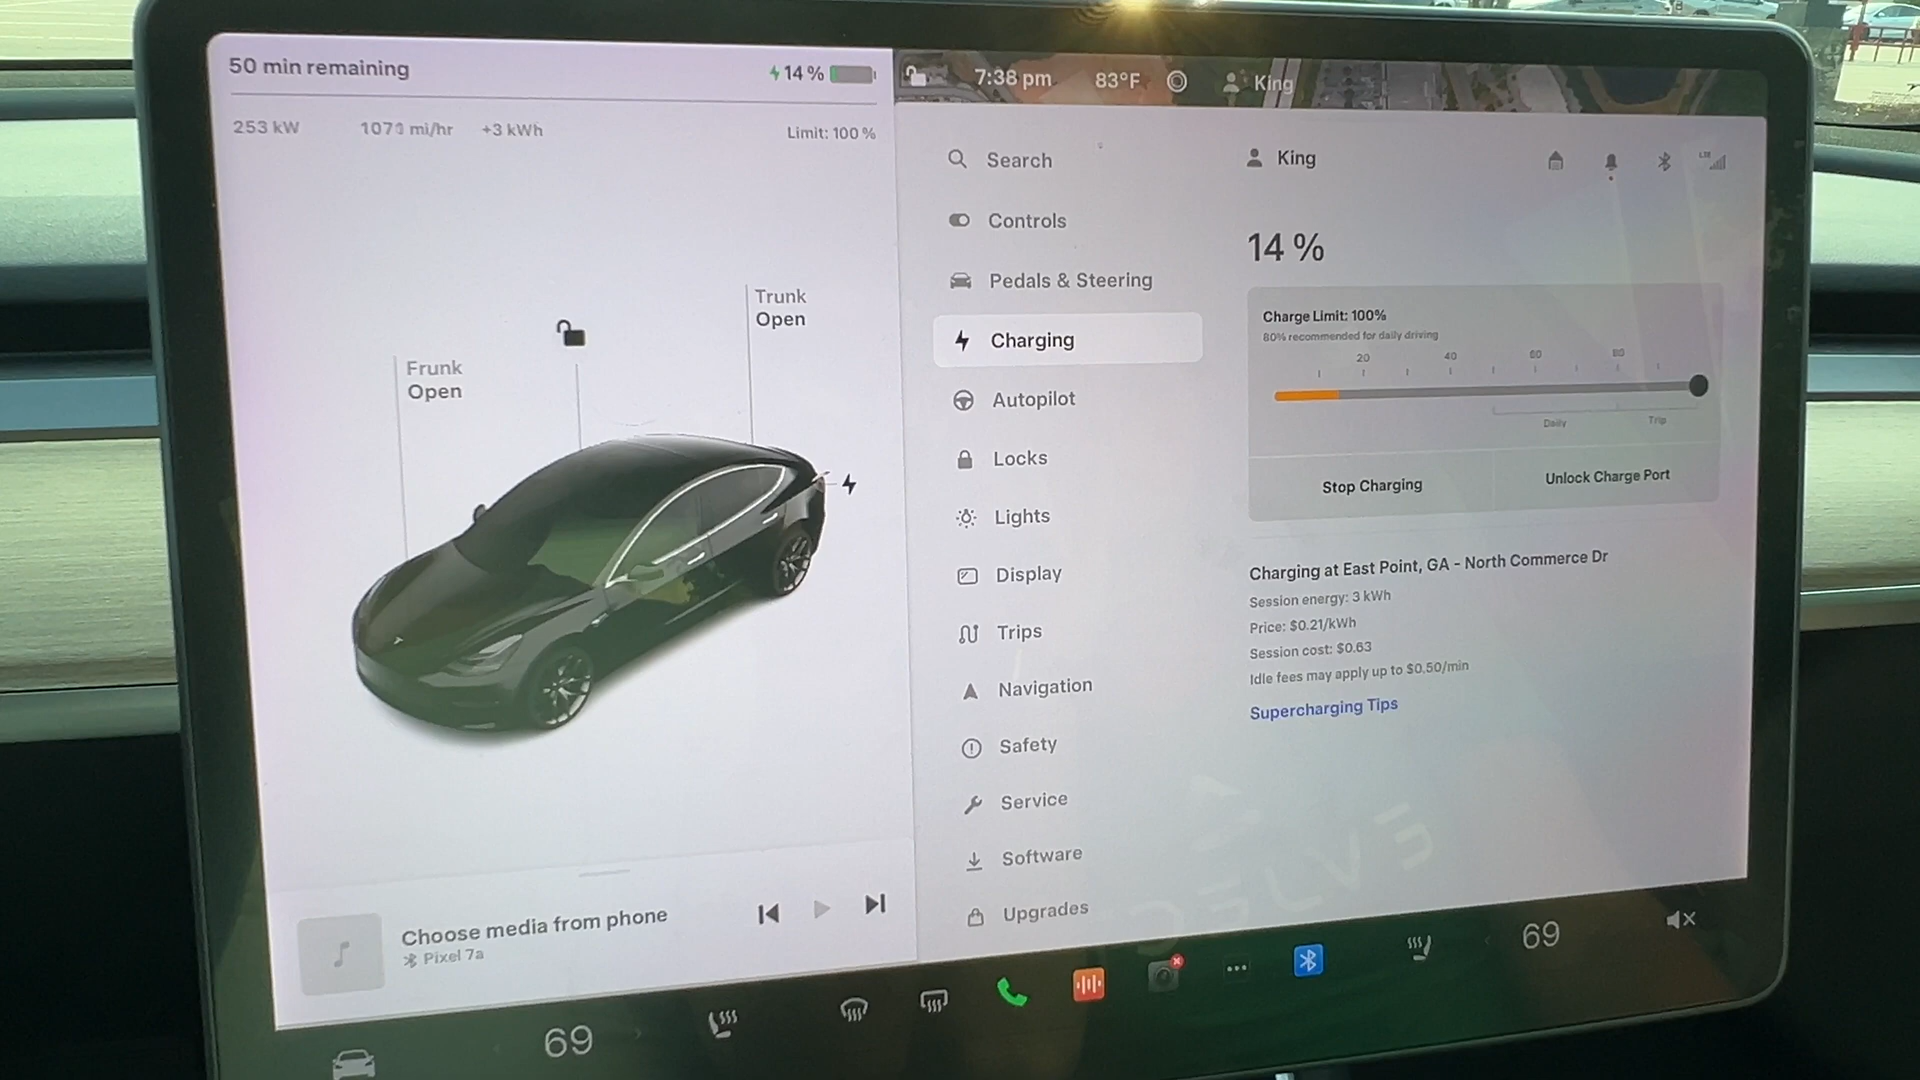 50 min remaining
14 %
253 kW
mi/hr
+3 kWh
Limit: 100 %
Frunk
Open
Trunk
Open
Choose media from phone
Pixel 7a
69
7:38 pm
83°F
King
Search
Controls
Pedals & Steering
Charging
Autopilot
Locks
Lights
Display
Trips
Navigation
Safety
Service
Software
Upgrades
King
LTE
14 %
Charge Limit: 100%
80% recommended for daily driving
20 40 60 80
Daily
Trip
Stop Charging
Unlock Charge Port
Charging at East Point, GA - North Commerce Dr
Session energy: 3 kWh
Price: $0.21/kWh
Session cost: $0.63
Idle fees may apply up to $0.50/min
Supercharging Tips
69